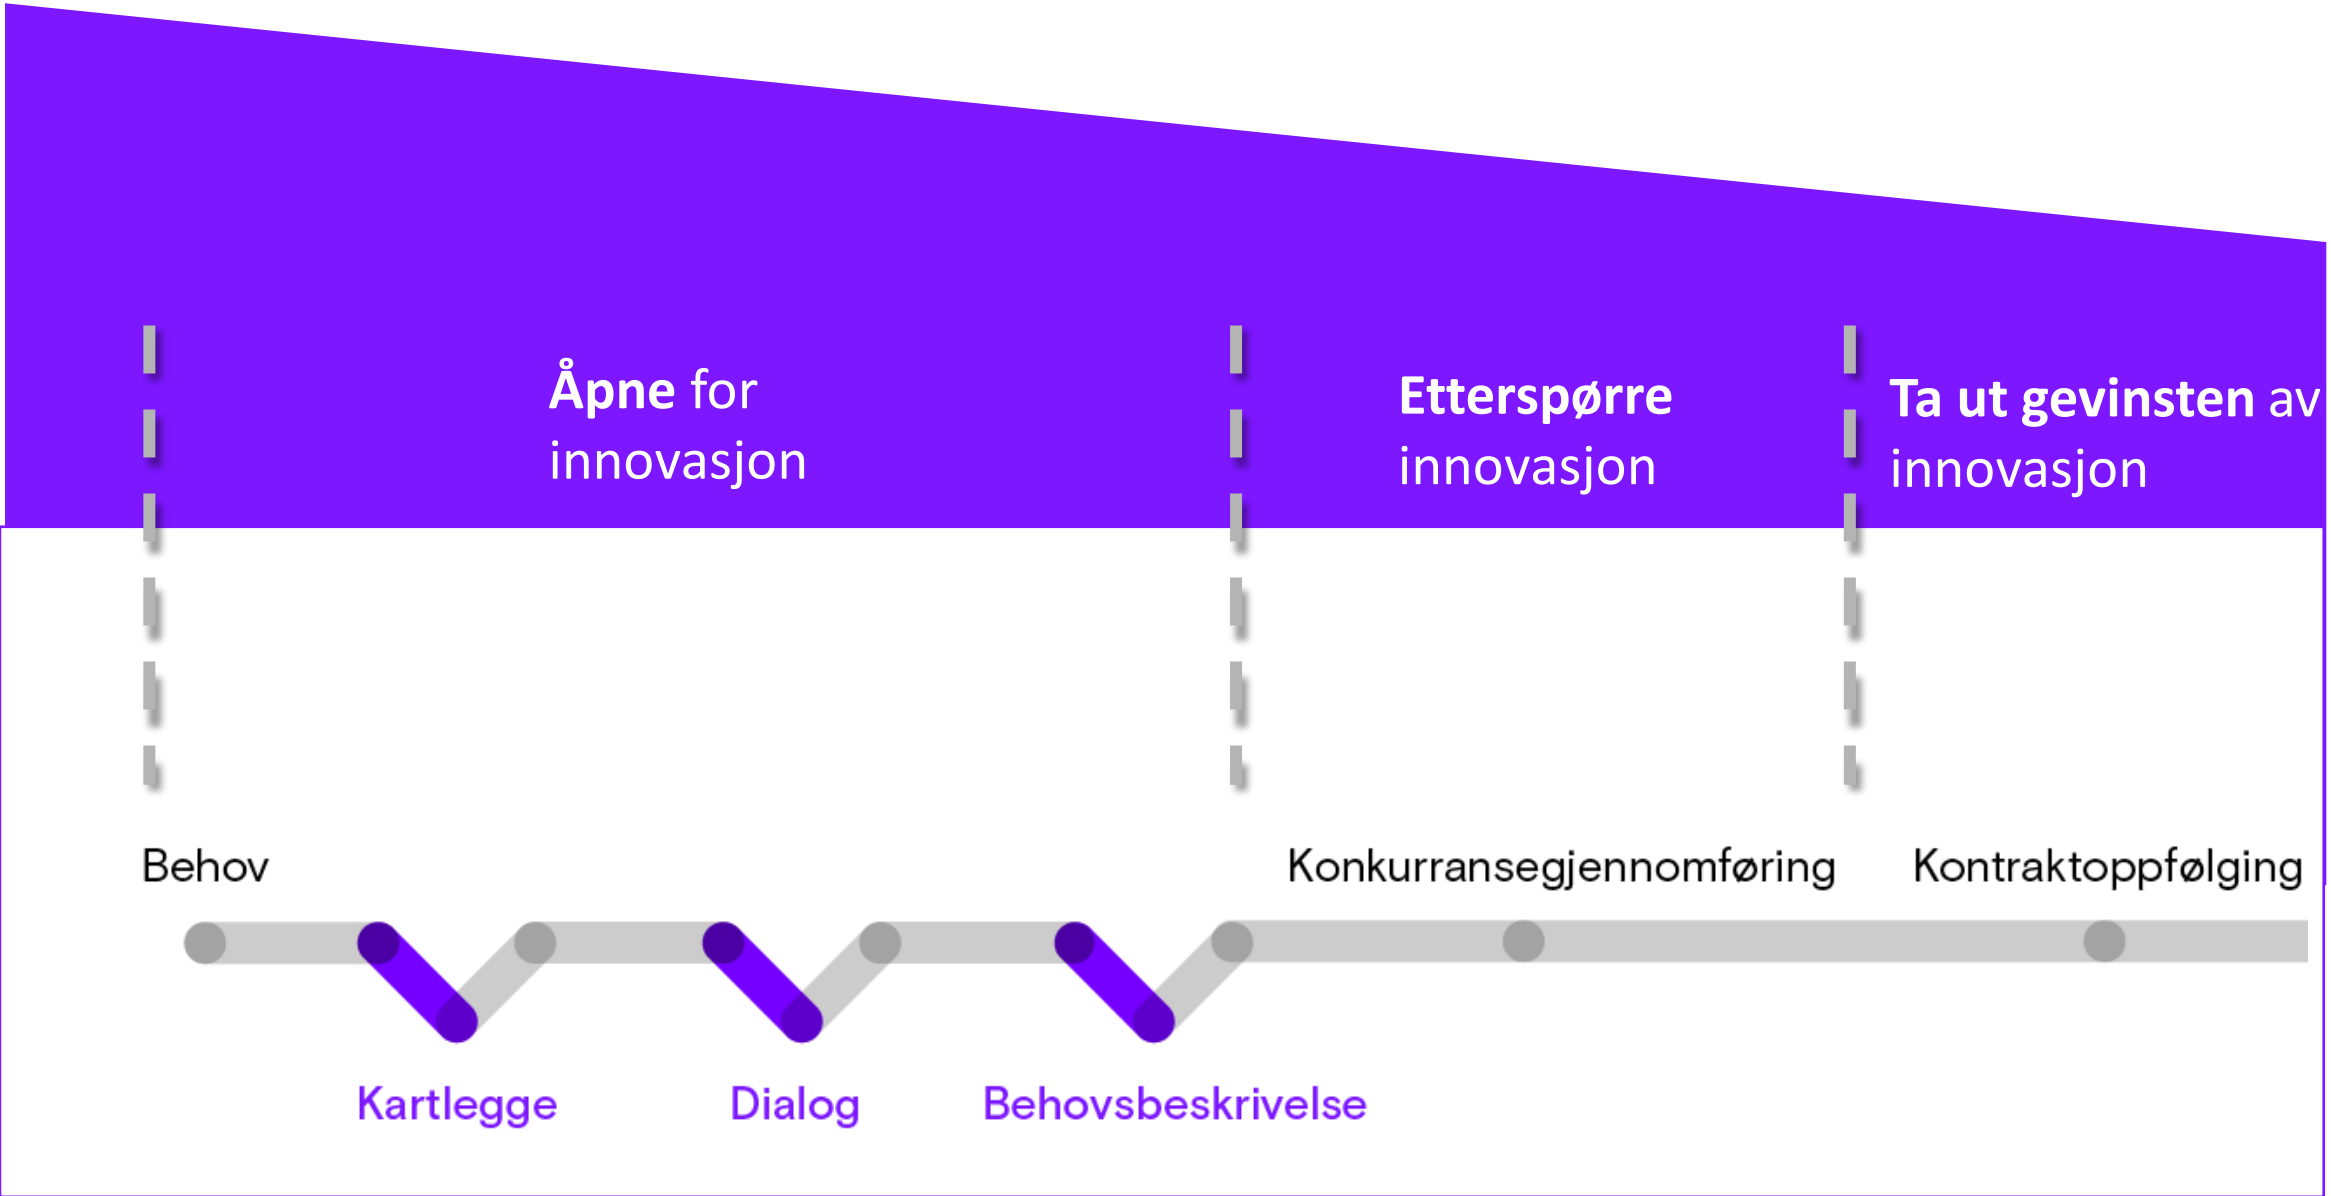 Åpne for
innovasjon
Etterspørre
innovasjon
Ta ut gevinsten av
innovasjon
Behov
Konkurransegjennomføring
Kontraktoppfølging
Kartlegge
Dialog
Behovsbeskrivelse